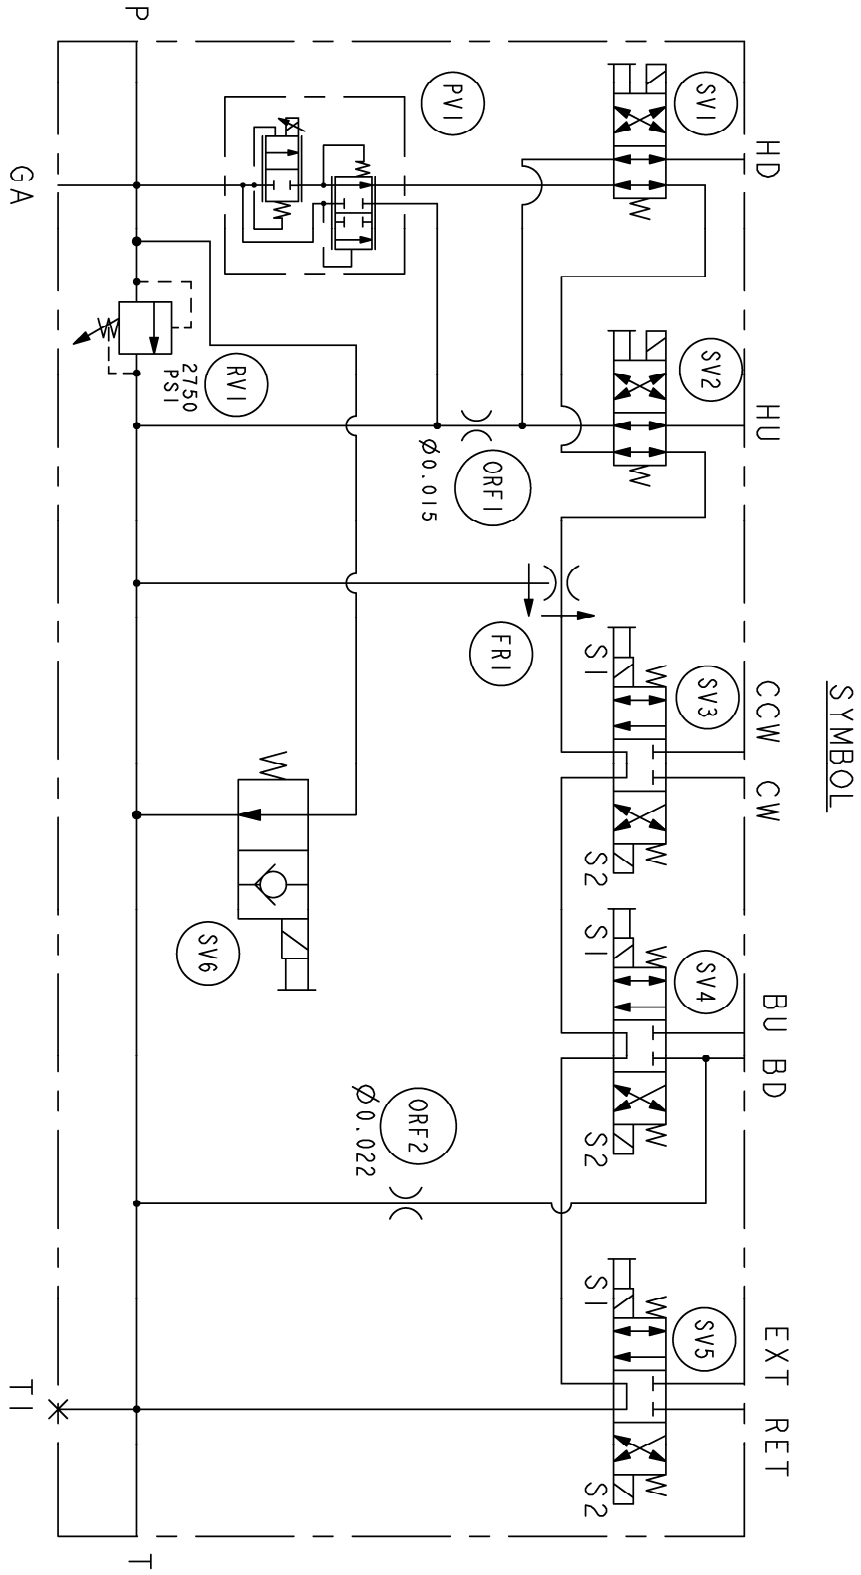 SYMBOL
HD
HU
CCW
CW
BU
BD
EXT
RET
SV1
SV2
SV3
SV4
SV5
S1
S2
S1
S2
S1
S2
PV1
ORF1
Ø0.015
FR1
ORF2
Ø0.022
RV1
2750
PSI
SV6
P
GA
T1
T